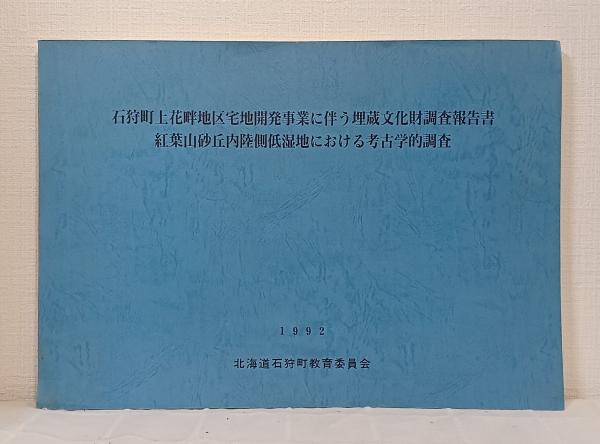 石狩町上花畔地区宅地開発事業に伴う埋蔵文化財調査報告書
紅葉山砂丘内陸側低湿地における考古学的調査
1992
北海道石狩町教育委員会